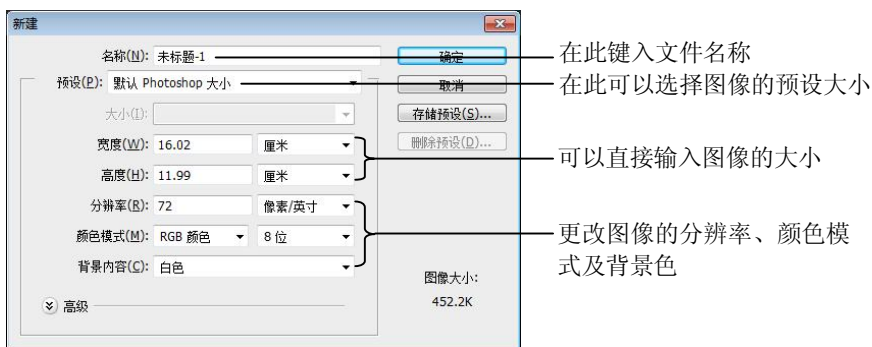 新建
名称(N): 未标题-1 确定 在此键入文件名称
预设(P): 默认 Photoshop 大小 取消 在此可以选择图像的预设大小
大小(I): 存储预设(S)...
宽度(W): 16.02 厘米 删除预设(D)... 可以直接输入图像的大小
高度(H): 11.99 厘米
分辨率(R): 72 像素/英寸
颜色模式(M): RGB 颜色 8 位 更改图像的分辨率、颜色模
背景内容(C): 白色 式及背景色
图像大小:
高级 452.2K